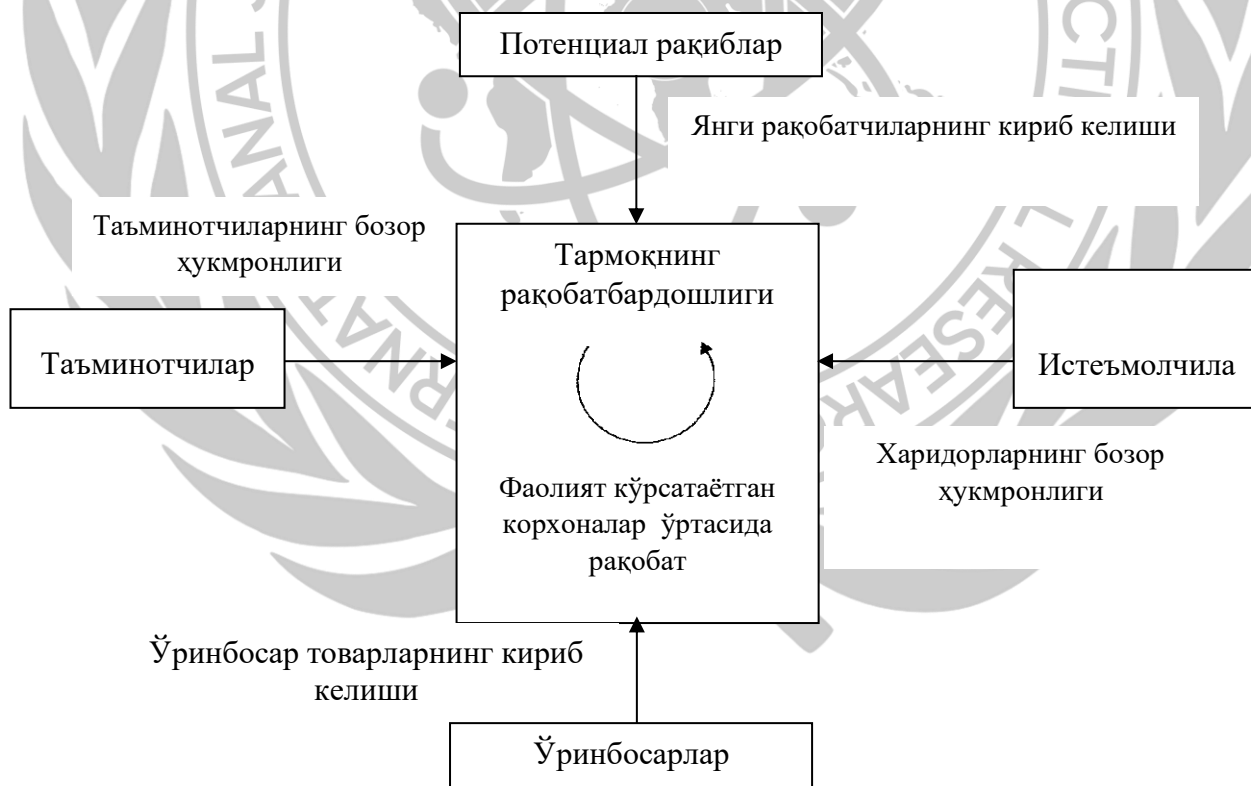 Потенциал рақиблар
Янги рақобатчиларнинг кириб келиши
Таъминотчиларнинг бозор
ҳукмронлиги
Тармоқнинг
рақобатбардошлиги
Таъминотчилар
Истеъмолчила
Фаолият кўрсатаётган
корхоналар ўртасида
рақобат
Харидорларнинг бозор
ҳукмронлиги
Ўринбосар товарларнинг кириб
келиши
Ўринбосарлар